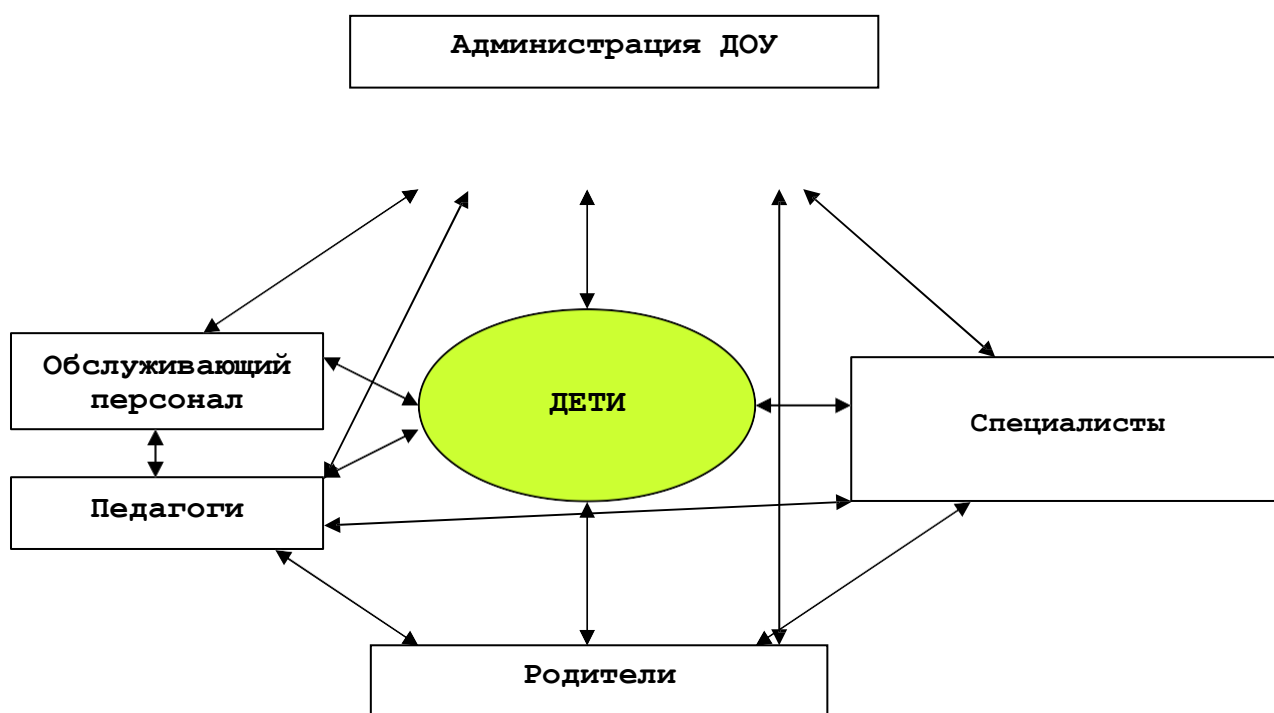 Администрация ДОУ
Обслуживающий
персонал
ДЕТИ
Специалисты
Педагоги
Родители